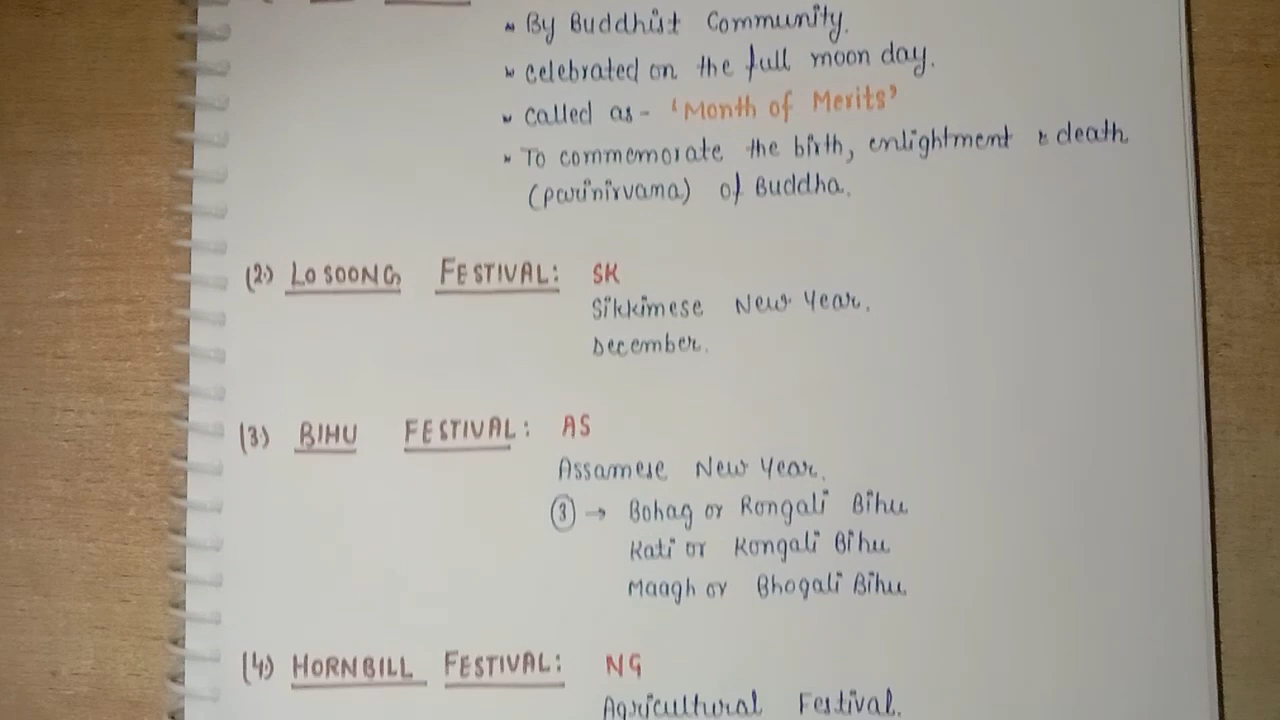 ~ By Buddhist Community.
~ celebrated on the full moon day.
~ called as - 'Month of Merits'
~ To commemorate the birth, enlightment & death
(parinirvama) of Buddha.
(2) LOSOONG FESTIVAL: SK
Sikkimese New Year.
December.
(3) BIHU FESTIVAL: AS
Assamese New Year.
③ → Bohag or Rongali Bihu
Kati or Kongali Bihu
Maagh or Bhogali Bihu
(4) HORNBILL FESTIVAL: NG
Agricultural Festival.